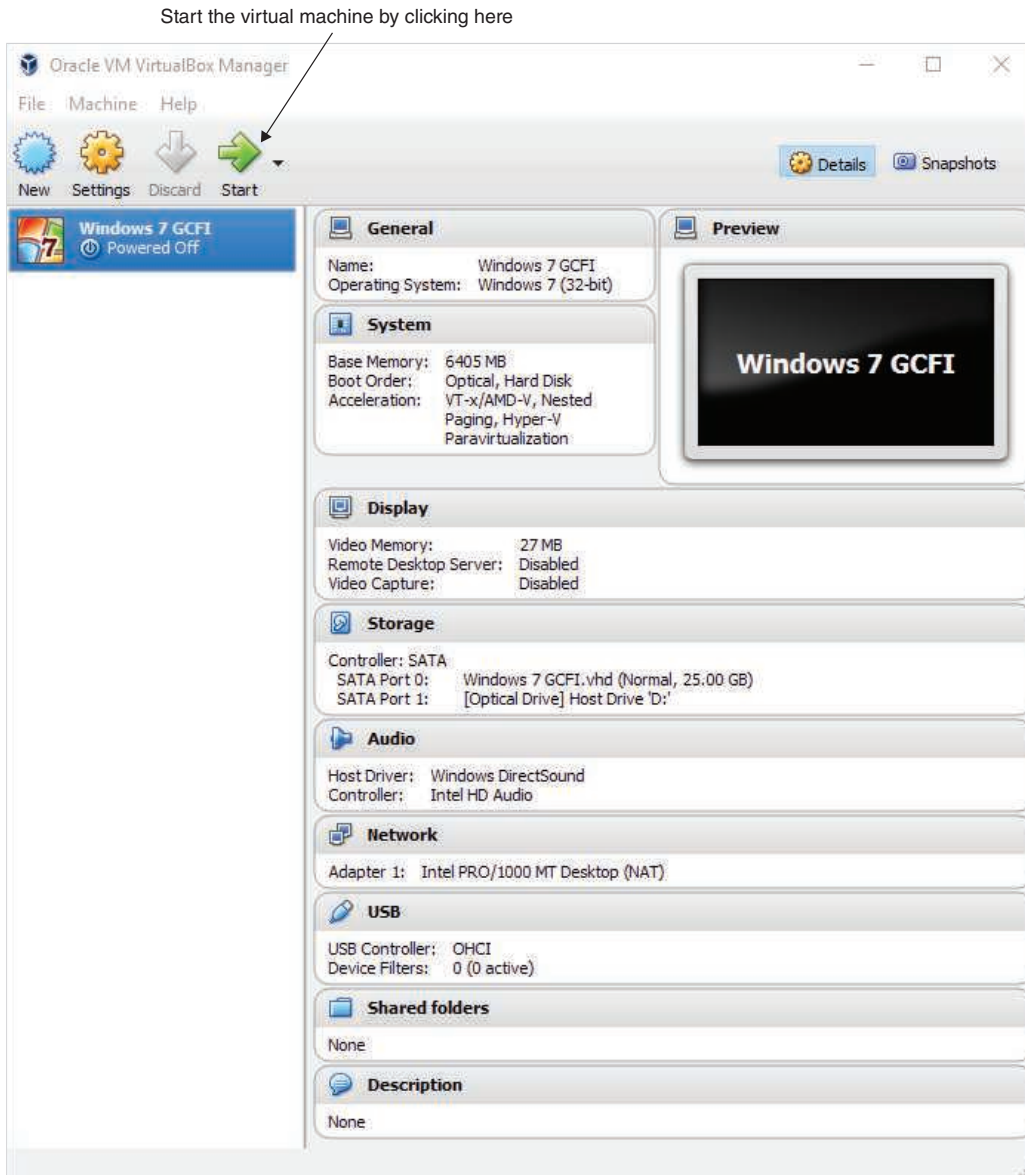 Start the virtual machine by clicking here
Oracle VM VirtualBox Manager
File Machine Help
New Settings Discard Start
Details Snapshots
Windows 7 GCFI
Powered Off
General
Name: Windows 7 GCFI
Operating System: Windows 7 (32-bit)
System
Base Memory: 6405 MB
Boot Order: Optical, Hard Disk
Acceleration: VT-x/AMD-V, Nested
Paging, Hyper-V
Paravirtualization
Preview
Windows 7 GCFI
Display
Video Memory: 27 MB
Remote Desktop Server: Disabled
Video Capture: Disabled
Storage
Controller: SATA
SATA Port 0: Windows 7 GCFI.vhd (Normal, 25.00 GB)
SATA Port 1: [Optical Drive] Host Drive 'D:'
Audio
Host Driver: Windows DirectSound
Controller: Intel HD Audio
Network
Adapter 1: Intel PRO/1000 MT Desktop (NAT)
USB
USB Controller: OHCI
Device Filters: 0 (0 active)
Shared folders
None
Description
None